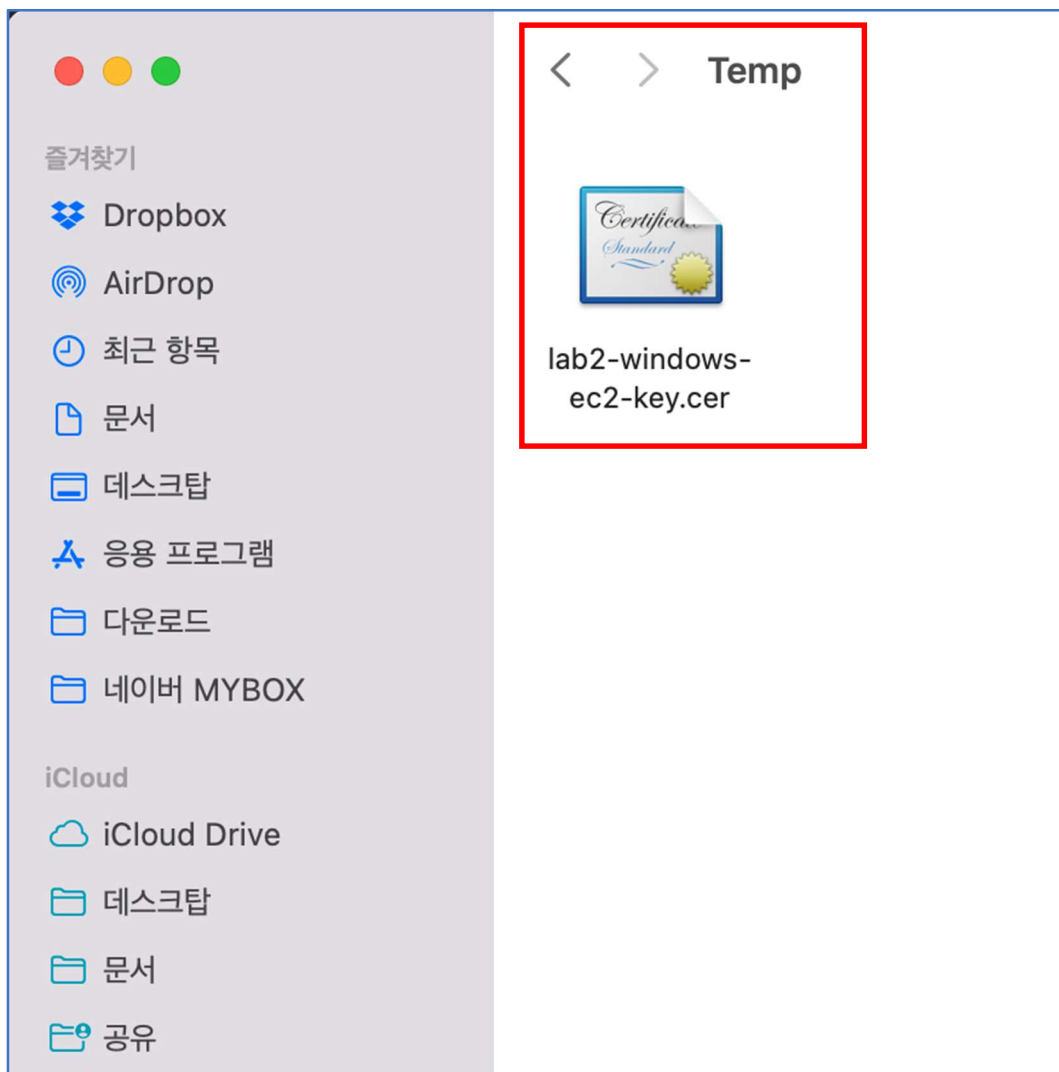 즐겨찾기
Dropbox
AirDrop
최근 항목
문서
데스크탑
응용 프로그램
다운로드
네이버 MYBOX
iCloud
iCloud Drive
데스크탑
문서
공유
Temp
Standard
lab2-windows-
ec2-key.cer